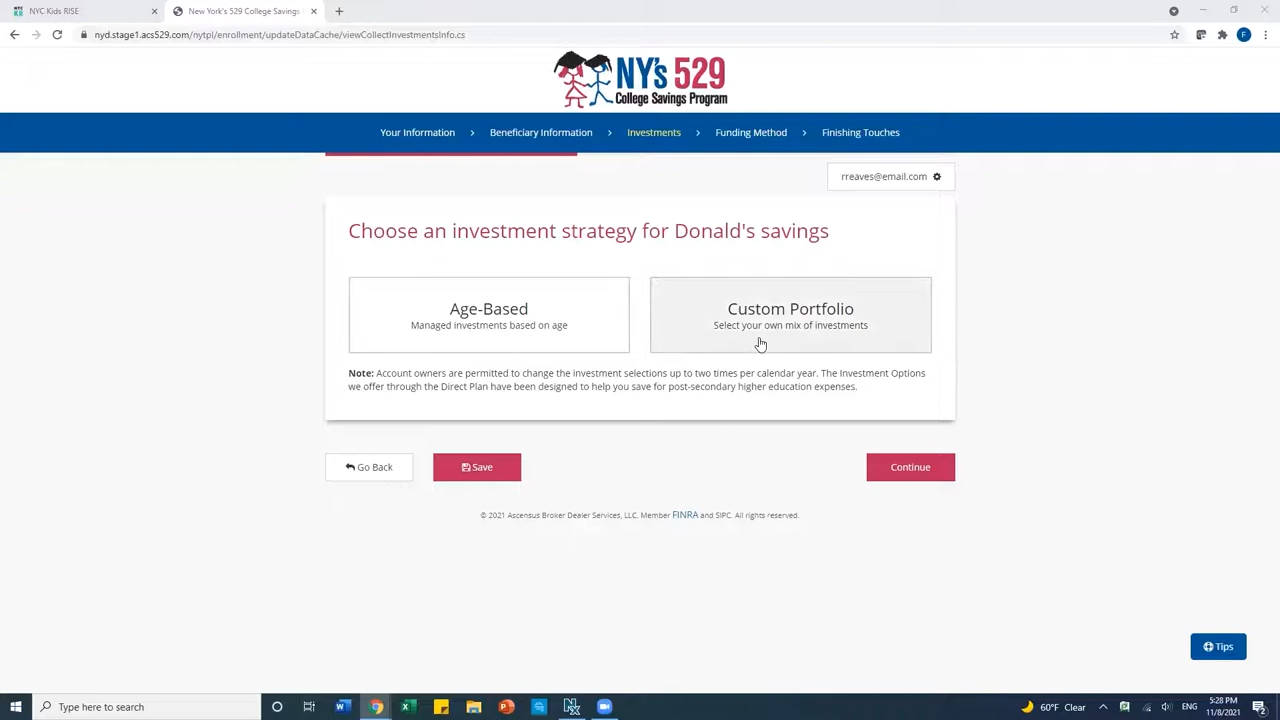 NYC Kids RISE
New York's 529 College Savings
nyd.stage1.acs529.com/nytpl/enrollment/updateDataCache/viewCollectInvestmentsInfo.cs
F
NY's 529
College Savings Program
Your Information
Beneficiary Information
Investments
Funding Method
Finishing Touches
rreaves@email.com
Choose an investment strategy for Donald's savings
Age-Based
Managed investments based on age
Custom Portfolio
Select your own mix of investments
Note: Account owners are permitted to change the investment selections up to two times per calendar year. The Investment Options
we offer through the Direct Plan have been designed to help you save for post-secondary higher education expenses.
Go Back
Save
Continue
© 2021 Ascensus Broker Dealer Services, LLC. Member FINRA and SIPC. All rights reserved.
Tips
Type here to search
60°F Clear
ENG
5:28 PM
11/8/2021
2